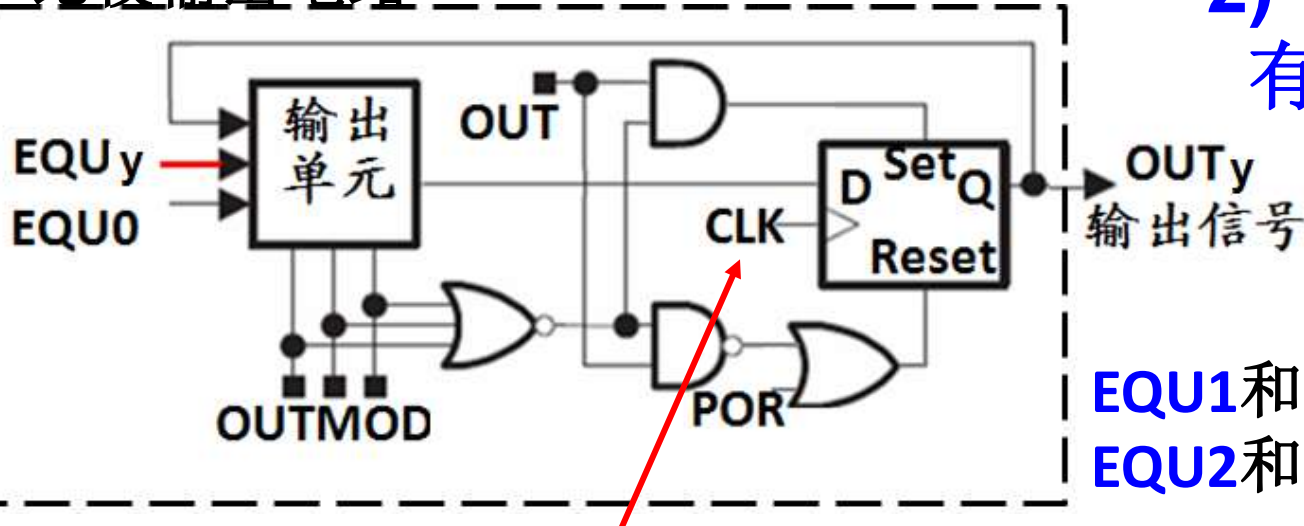 2)
有
输出
单元
OUT
EQUy
EQU0
D
Set
Q
CLK
Reset
OUTy
输出信号
OUTMOD
POR
EQU1和
EQU2和